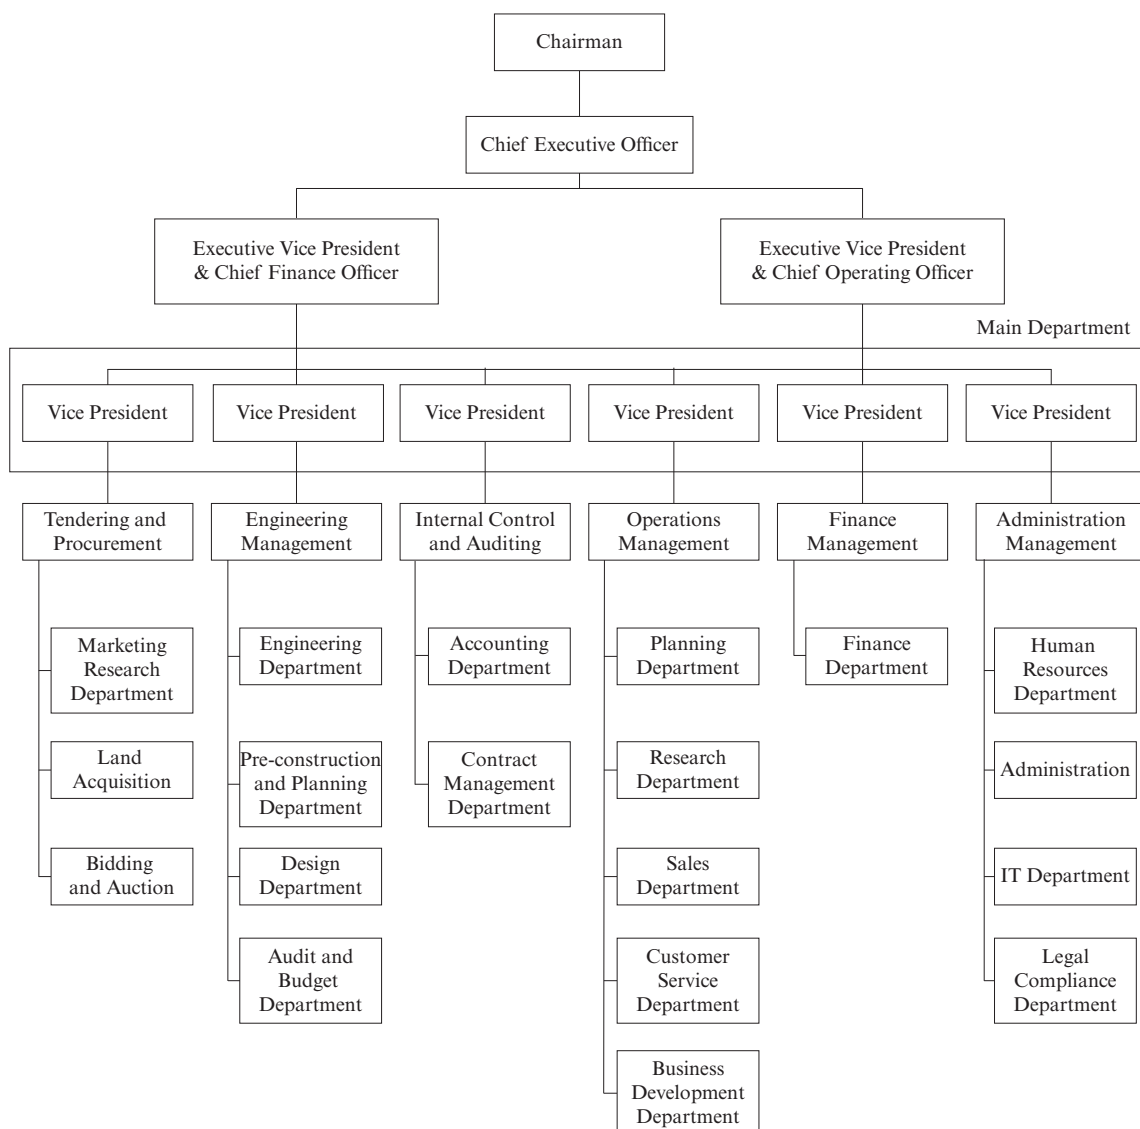 Chairman
Chief Executive Officer
Executive Vice President
& Chief Finance Officer
Executive Vice President
& Chief Operating Officer
Main Department
Vice President
Vice President
Vice President
Vice President
Vice President
Vice President
Tendering and
Procurement
Engineering
Management
Internal Control
and Auditing
Operations
Management
Finance
Management
Administration
Management
Marketing
Research
Department
Engineering
Department
Accounting
Department
Planning
Department
Finance
Department
Human
Resources
Department
Land
Acquisition
Pre-construction
and Planning
Department
Contract
Management
Department
Research
Department
Administration
Bidding
and Auction
Design
Department
Sales
Department
IT Department
Audit and
Budget
Department
Customer
Service
Department
Legal
Compliance
Department
Business
Development
Department